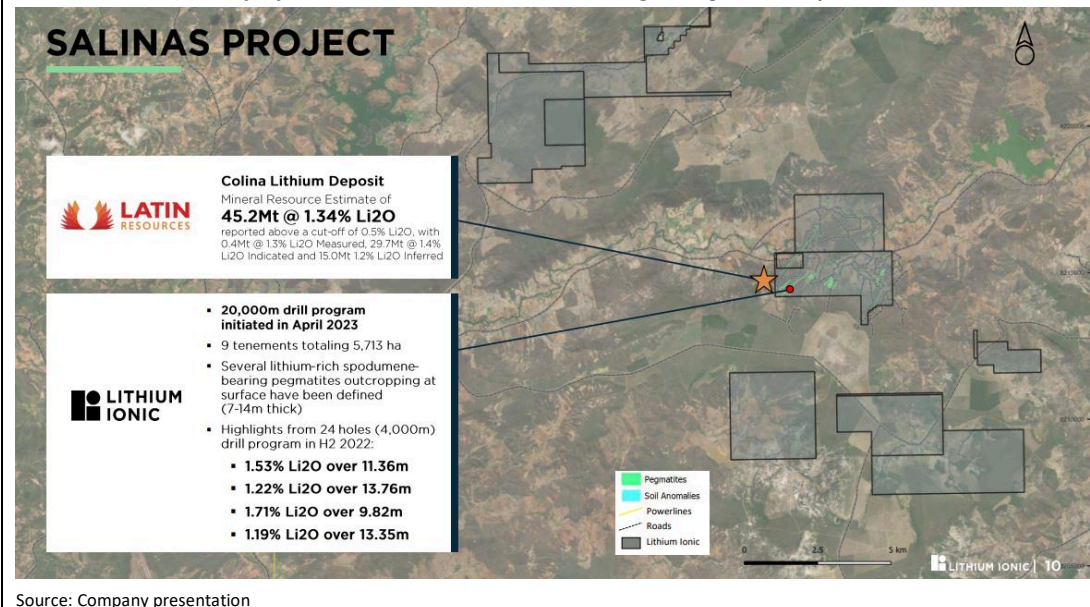 SALINAS PROJECT
LATIN
RESOURCES
Colina Lithium Deposit
Mineral Resource Estimate of
45.2Mt @ 1.34% Li2O
reported above a cut-off of 0.5% Li2O, with
0.4Mt @ 1.3% Li2O Measured, 29.7Mt @ 1.4%
Li2O Indicated and 15.0Mt 1.2% Li2O Inferred
LITHIUM
IONIC
▪ 20,000m drill program
initiated in April 2023
▪ 9 tenements totaling 5,713 ha
▪ Several lithium-rich spodumene-
bearing pegmatites outcropping at
surface have been defined
(7-14m thick)
▪ Highlights from 24 holes (4,000m)
drill program in H2 2022:
▪ 1.53% Li2O over 11.36m
▪ 1.22% Li2O over 13.76m
▪ 1.71% Li2O over 9.82m
▪ 1.19% Li2O over 13.35m
Pegmatites
Soil Anomalies
Powerlines
Roads
Lithium Ionic
0 2.5 5 km
LITHIUM IONIC | 10
Source: Company presentation